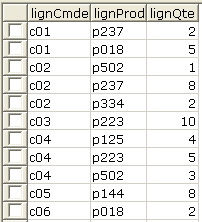 lignCmde lignProd lignQte
c01 p237 2
c01 p018 5
c02 p502 1
c02 p237 8
c02 p334 2
c03 p223 10
c04 p125 4
c04 p223 5
c04 p502 3
c05 p144 8
c06 p018 2